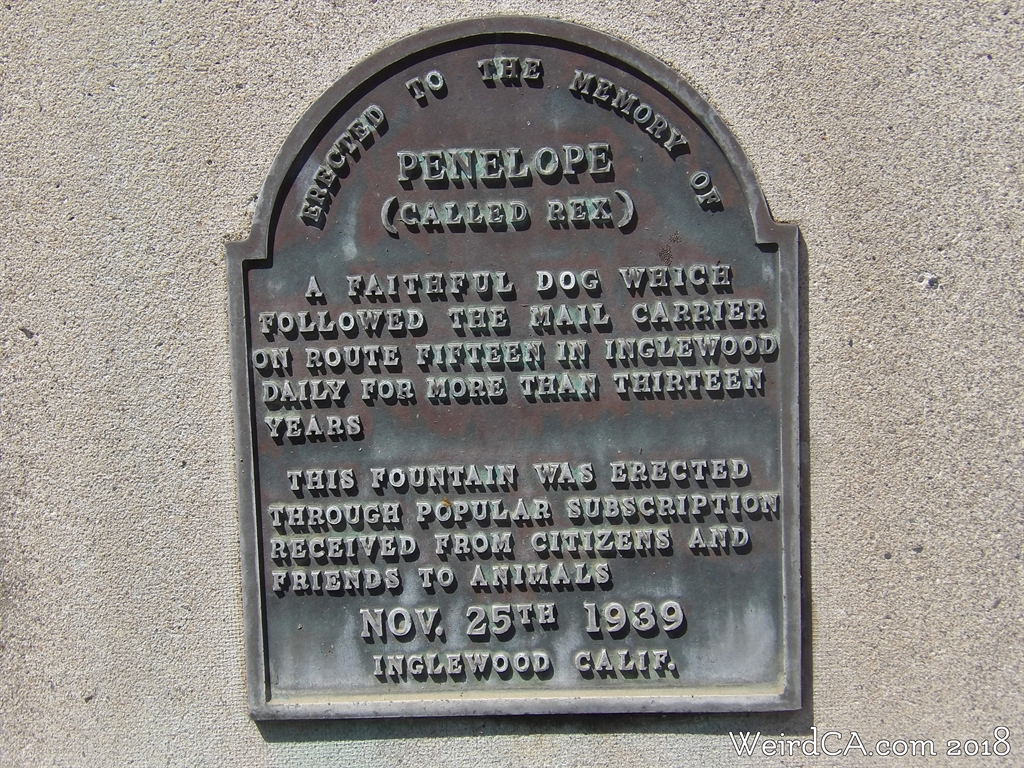 ERECTED TO THE MEMORY OF
PENELOPE
(CALLED REX)
A FAITHFUL DOG WHICH
FOLLOWED THE MAIL CARRIER
ON ROUTE FIFTEEN IN INGLEWOOD
DAILY FOR MORE THAN THIRTEEN
YEARS
THIS FOUNTAIN WAS ERECTED
THROUGH POPULAR SUBSCRIPTION
RECEIVED FROM CITIZENS AND
FRIENDS TO ANIMALS
NOV. 25TH 1939
INGLEWOOD CALIF.
WeirdCA.com 2018